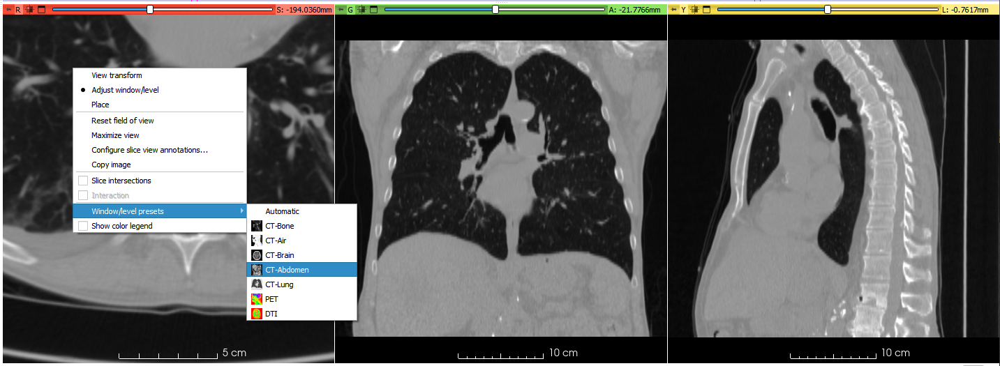 R S: -194.0360mm
G A: -21.7766mm
Y L: -0.7617mm
View transform
Adjust window/level
Place
Reset field of view
Maximize view
Configure slice view annotations...
Copy image
Slice intersections
Interaction
Window/level presets
Show color legend
Automatic
CT-Bone
CT-Air
CT-Brain
CT-Abdomen
CT-Lung
PET
DTI
5 cm
10 cm
10 cm